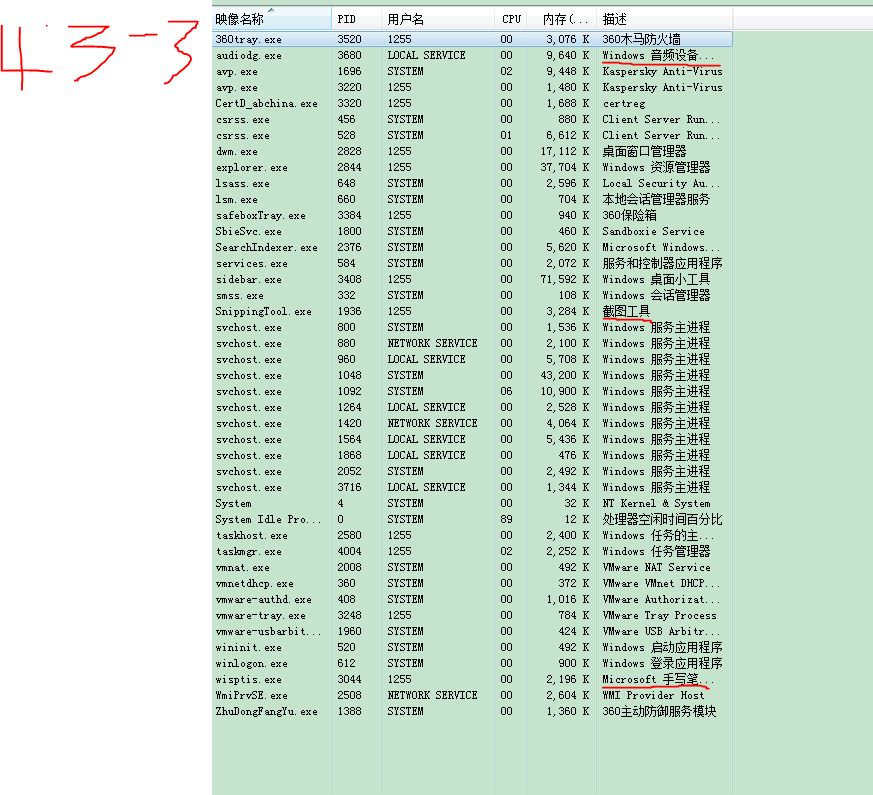 43-3
映像名称 PID 用户名 CPU 内存(... 描述
360tray.exe 3520 1255 00 3,076 K 360木马防火墙
audiodg.exe 3680 LOCAL SERVICE 00 9,640 K Windows 音频设备...
avp.exe 1696 SYSTEM 02 9,448 K Kaspersky Anti-Virus
avp.exe 3220 1255 00 1,480 K Kaspersky Anti-Virus
CertD_abchina.exe 3320 1255 00 1,688 K certreg
csrss.exe 456 SYSTEM 00 880 K Client Server Run...
csrss.exe 528 SYSTEM 01 6,612 K Client Server Run...
dwm.exe 2828 1255 00 17,112 K 桌面窗口管理器
explorer.exe 2844 1255 00 37,704 K Windows 资源管理器
lsass.exe 648 SYSTEM 00 2,596 K Local Security Au...
lsm.exe 660 SYSTEM 00 704 K 本地会话管理器服务
safeboxTray.exe 3384 1255 00 940 K 360保险箱
SbieSvc.exe 1800 SYSTEM 00 460 K Sandboxie Service
SearchIndexer.exe 2376 SYSTEM 00 5,620 K Microsoft Windows...
services.exe 584 SYSTEM 00 2,072 K 服务和控制器应用程序
sidebar.exe 3408 1255 00 71,592 K Windows 桌面小工具
smss.exe 332 SYSTEM 00 108 K Windows 会话管理器
SnippingTool.exe 1936 1255 00 3,284 K 截图工具
svchost.exe 800 SYSTEM 00 1,536 K Windows 服务主进程
svchost.exe 880 NETWORK SERVICE 00 2,100 K Windows 服务主进程
svchost.exe 960 LOCAL SERVICE 00 5,708 K Windows 服务主进程
svchost.exe 1048 SYSTEM 00 43,200 K Windows 服务主进程
svchost.exe 1092 SYSTEM 06 10,900 K Windows 服务主进程
svchost.exe 1264 LOCAL SERVICE 00 2,528 K Windows 服务主进程
svchost.exe 1420 NETWORK SERVICE 00 4,064 K Windows 服务主进程
svchost.exe 1564 LOCAL SERVICE 00 5,436 K Windows 服务主进程
svchost.exe 1868 LOCAL SERVICE 00 476 K Windows 服务主进程
svchost.exe 2052 SYSTEM 00 2,492 K Windows 服务主进程
svchost.exe 3716 LOCAL SERVICE 00 1,344 K Windows 服务主进程
System 4 SYSTEM 00 32 K NT Kernel & System
System Idle Pro... 0 SYSTEM 89 12 K 处理器空闲时间百分比
taskhost.exe 2580 1255 00 2,400 K Windows 任务的主...
taskmgr.exe 4004 1255 02 2,252 K Windows 任务管理器
vmnat.exe 2008 SYSTEM 00 492 K VMware NAT Service
vmnetdhcp.exe 360 SYSTEM 00 372 K VMware VMnet DHCP...
vmware-authd.exe 408 SYSTEM 00 1,016 K VMware Authorizat...
vmware-tray.exe 3248 1255 00 784 K VMware Tray Process
vmware-usbarbit... 1960 SYSTEM 00 424 K VMware USB Arbitr...
wininit.exe 520 SYSTEM 00 492 K Windows 启动应用程序
winlogon.exe 612 SYSTEM 00 900 K Windows 登录应用程序
wisptis.exe 3044 1255 00 2,196 K Microsoft 手写笔...
WmiPrvSE.exe 2508 NETWORK SERVICE 00 2,604 K WMI Provider Host
ZhuDongFangYu.exe 1388 SYSTEM 00 1,360 K 360主动防御服务模块